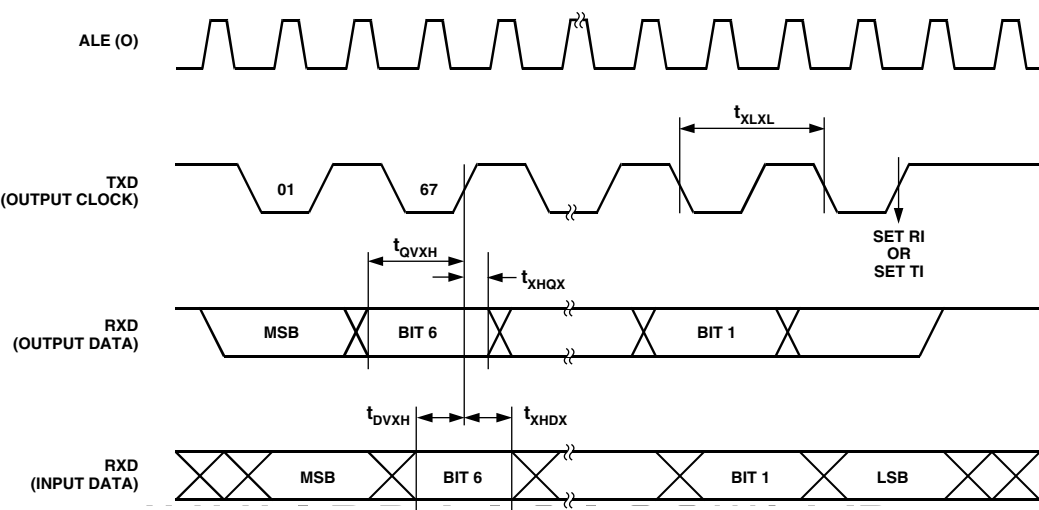 ALE (O)
t_XLXL
TXD
(OUTPUT CLOCK)
01
67
SET RI
OR
SET TI
t_QVXH
t_XHQX
RXD
(OUTPUT DATA)
MSB
BIT 6
BIT 1
t_DVXH
t_XHDX
RXD
(INPUT DATA)
MSB
BIT 6
BIT 1
LSB